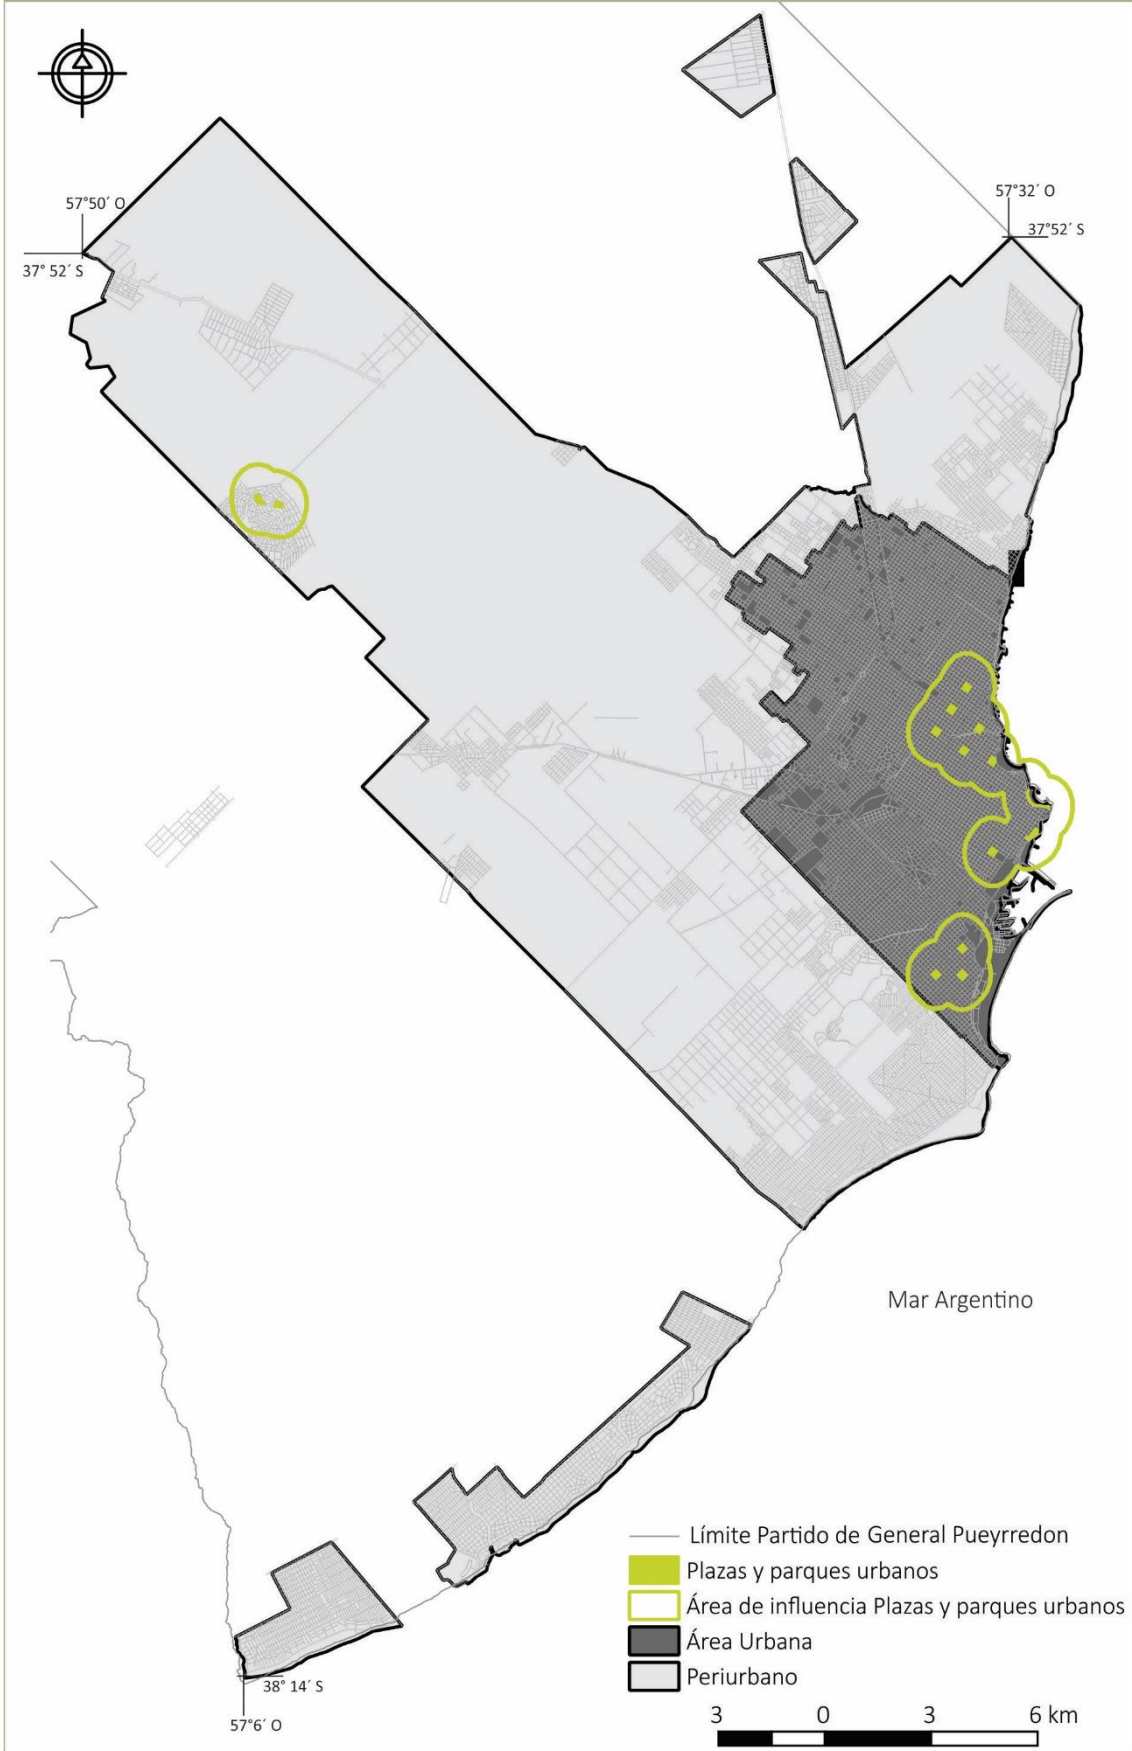 57°50´ O
37° 52´ S
57°32´ O
37°52´ S
Mar Argentino
Límite Partido de General Pueyrredon
Plazas y parques urbanos
Área de influencia Plazas y parques urbanos
Área Urbana
Periurbano
38° 14´ S
57°6´ O
3 0 3 6 km